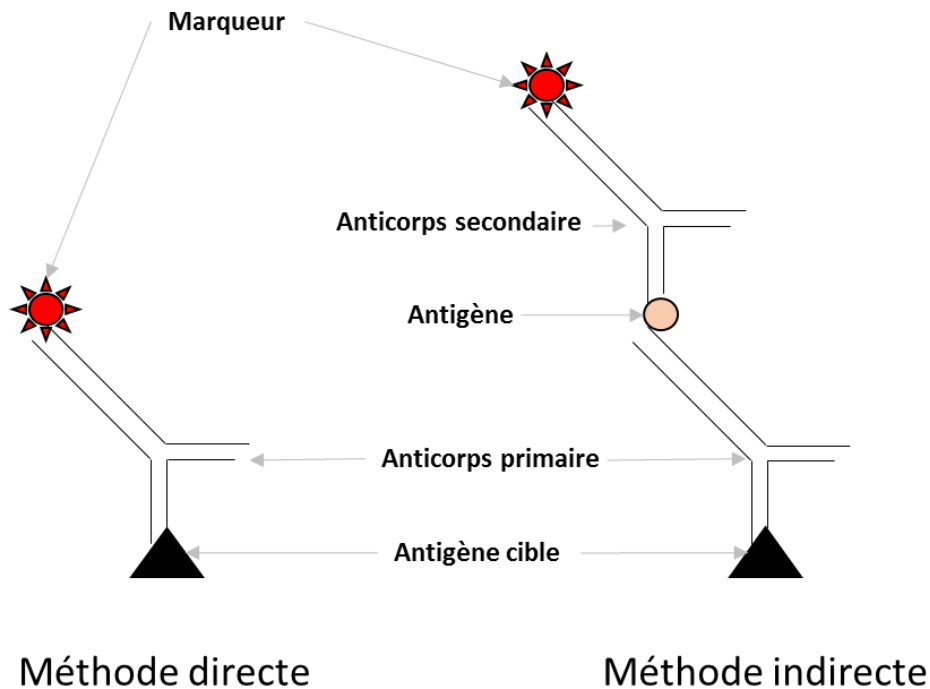 Marqueur
Anticorps secondaire
Antigène
Anticorps primaire
Antigène cible
Méthode directe
Méthode indirecte